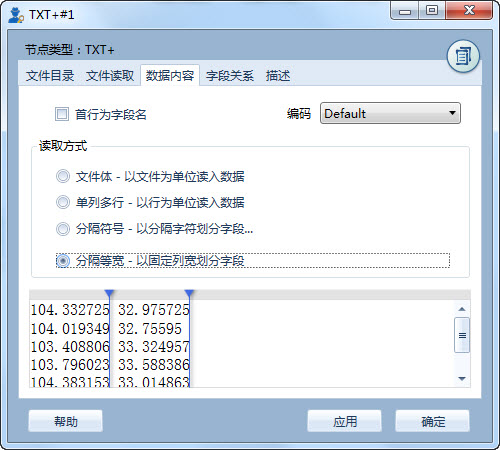 TXT+#1
节点类型：TXT+
文件目录 文件读取 数据内容 字段关系 描述
首行为字段名 编码 Default
读取方式
文件体 - 以文件为单位读入数据
单列多行 - 以行为单位读入数据
分隔符号 - 以分隔字符划分字段...
分隔等宽 - 以固定列宽划分字段
104.332725 32.975725
104.019349 32.75595
103.408806 33.324957
103.796023 33.588386
104.383153 33.014863
帮助 应用 确定